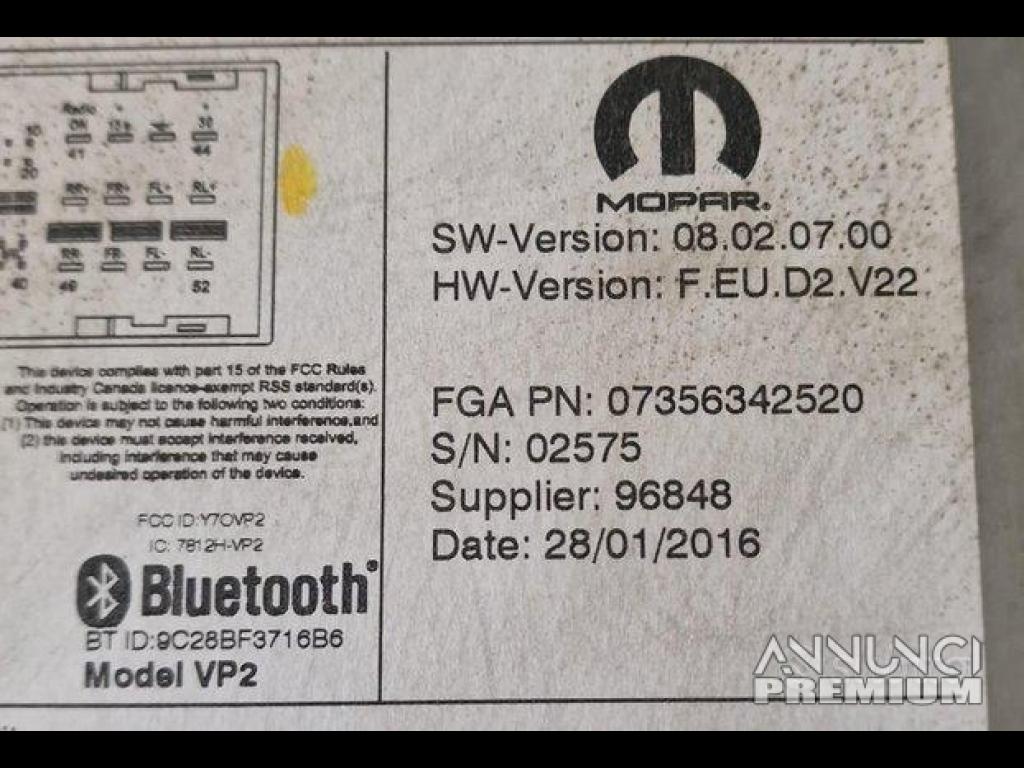 Radio
ON
30
41
44
RR+ FR+ FL+ RL+
RR- FR- FL- RL-
40
49
52
This device complies with part 15 of the FCC Rules
and Industry Canada licence-exempt RSS standard(s).
Operation is subject to the following two conditions:
(1) This device may not cause harmful interference,and
(2) this device must accept interference received,
including interference that may cause
undesired operation of the device.
FCC ID:Y7OVP2
IC: 7812H-VP2
Bluetooth®
BT ID:9C28BF3716B6
Model VP2
MOPAR®
SW-Version: 08.02.07.00
HW-Version: F.EU.D2.V22
FGA PN: 07356342520
S/N: 02575
Supplier: 96848
Date: 28/01/2016
ANNUNCI
PREMIUM